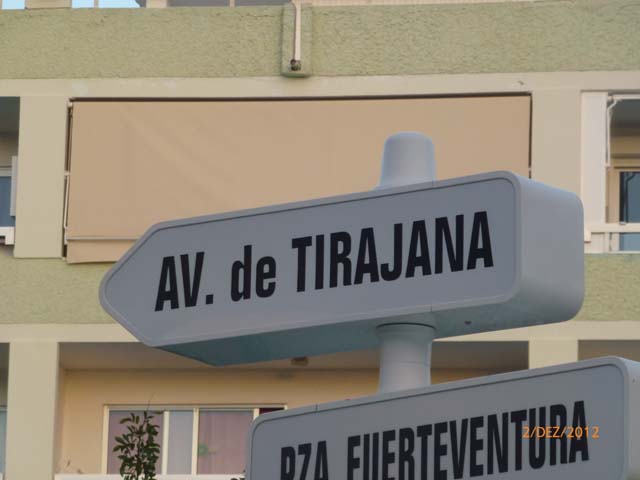 AV. de TIRAJANA
PZA. FUERTEVENTURA
2/DEZ/2012